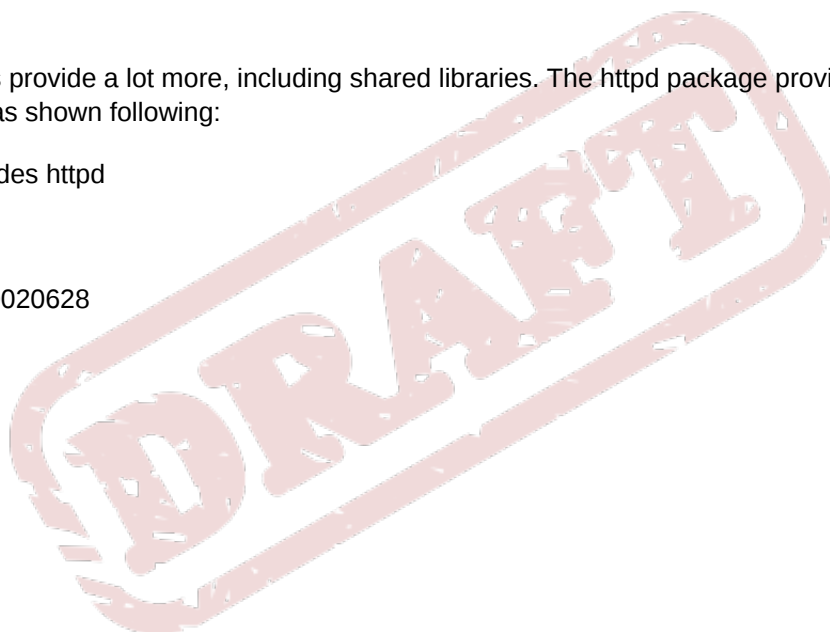 s provide a lot more, including shared libraries. The httpd package provi
as shown following:
des httpd
020628
DRAFT